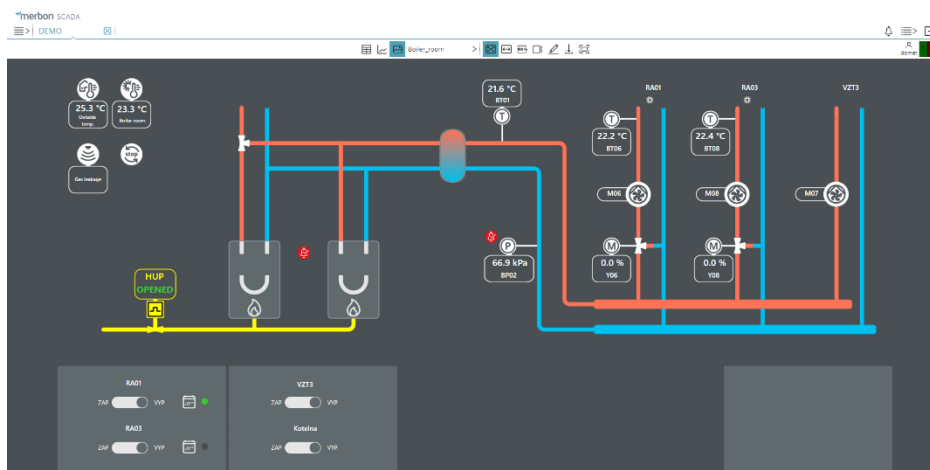 merbon SCADA
DEMO
Boiler_room
21.6 °C
BT01
RA01
RA03
VZT3
25.3 °C
Outside
temp.
23.3 °C
Boiler room
22.2 °C
BT06
22.4 °C
BT08
stop
Gas leakage
M06
M08
M07
66.9 kPa
BP02
0.0 %
Y06
0.0 %
Y08
HUP
OPENED
RA01
ZAP
VYP
RA03
ZAP
VYP
VZT3
ZAP
VYP
Kotelna
ZAP
VYP